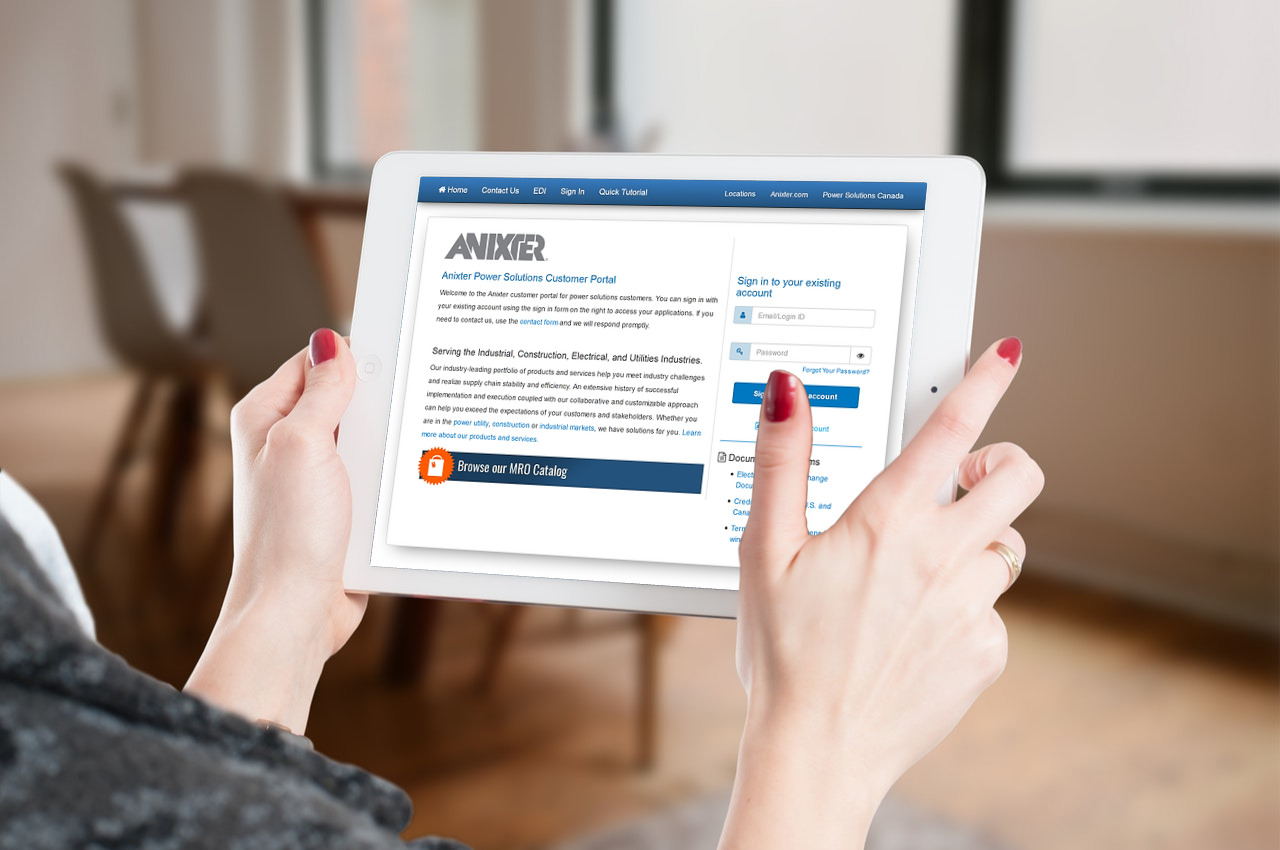 Home Contact Us EDI Sign In Quick Tutorial Locations Anixter.com Power Solutions Canada
ANIXTER
Anixter Power Solutions Customer Portal
Welcome to the Anixter customer portal for power solutions customers. You can sign in with
your existing account using the sign in form on the right to access your applications. If you
need to contact us, use the contact form and we will respond promptly.
Serving the Industrial, Construction, Electrical, and Utilities Industries.
Our industry-leading portfolio of products and services help you meet industry challenges
and realize supply chain stability and efficiency. An extensive history of successful
implementation and execution coupled with our collaborative and customizable approach
can help you exceed the expectations of your customers and stakeholders. Whether you
are in the power utility, construction or industrial markets, we have solutions for you. Learn
more about our products and services.
Browse our MRO Catalog
Sign in to your existing
account
Email/Login ID
Password
Forgot Your Password?
account
and